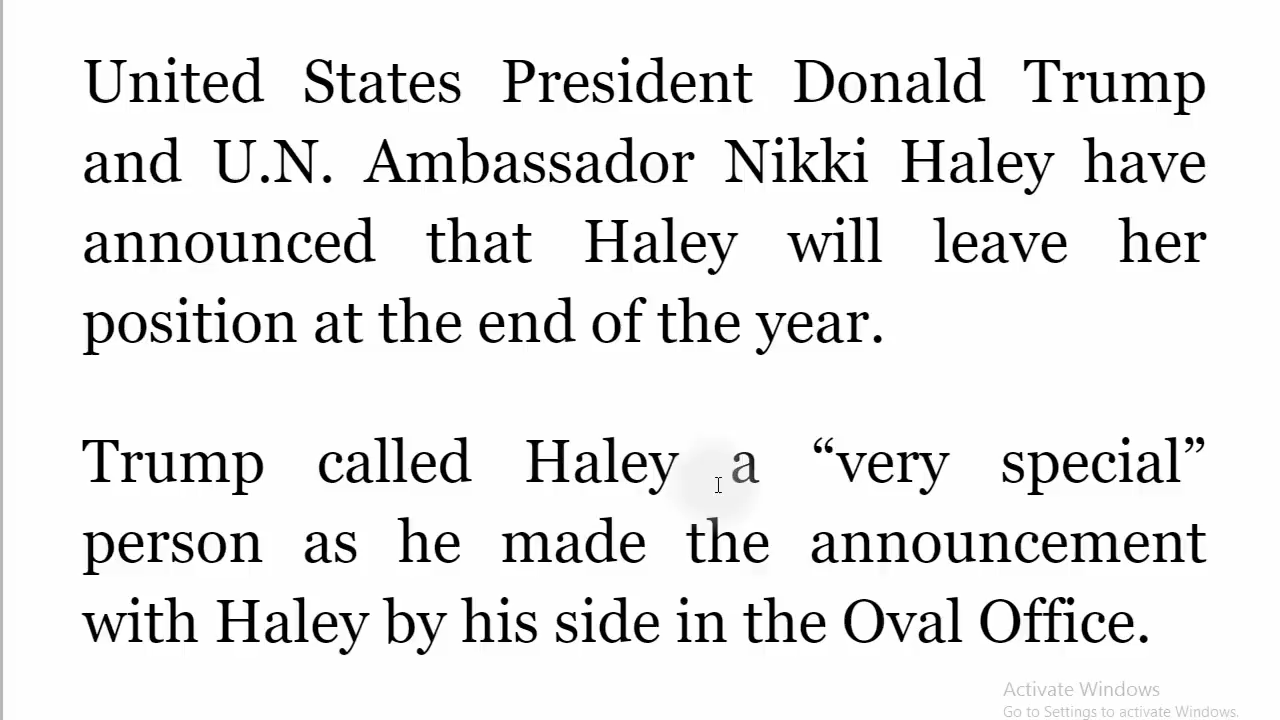 United States President Donald Trump
and U.N. Ambassador Nikki Haley have
announced that Haley will leave her
position at the end of the year.
Trump called Haley a “very special”
person as he made the announcement
with Haley by his side in the Oval Office.
Activate Windows
Go to Settings to activate Windows.